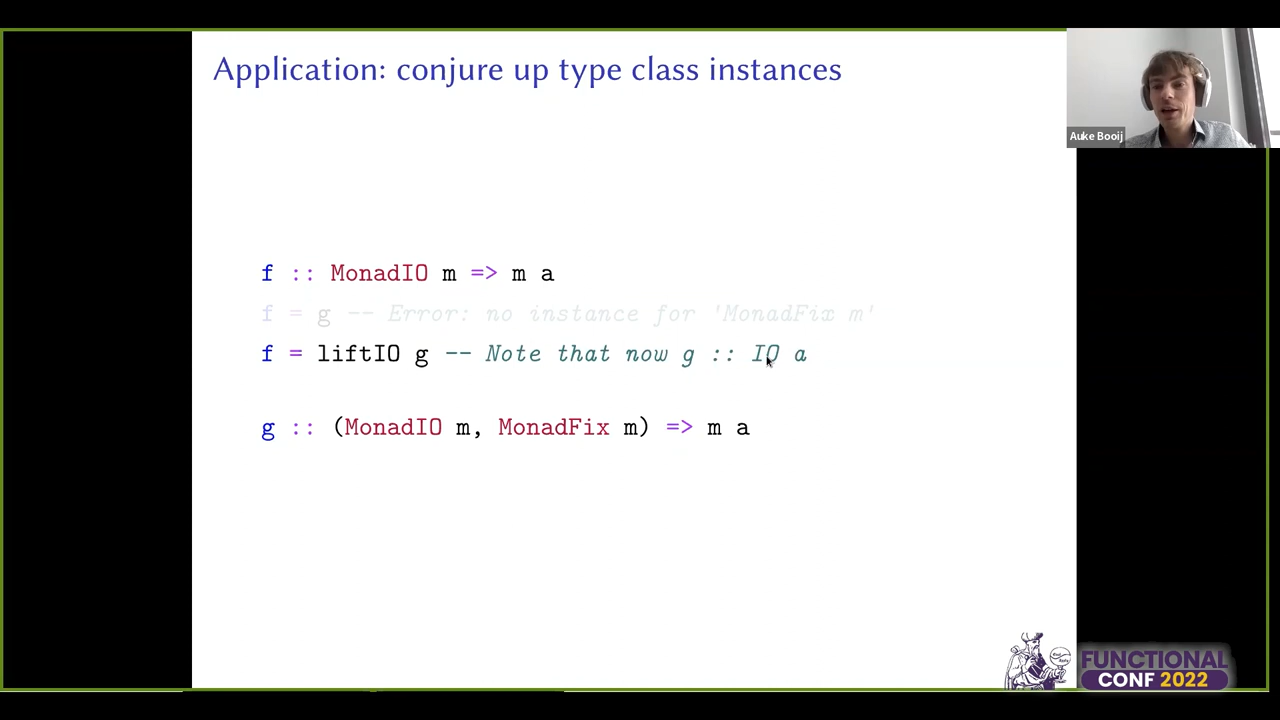 Application: conjure up type class instances
Auke Booij
f :: MonadIO m => m a
f = g -- Error: no instance for 'MonadFix m'
f = liftIO g -- Note that now g :: IO a
g :: (MonadIO m, MonadFix m) => m a
FUNCTIONAL
CONF 2022